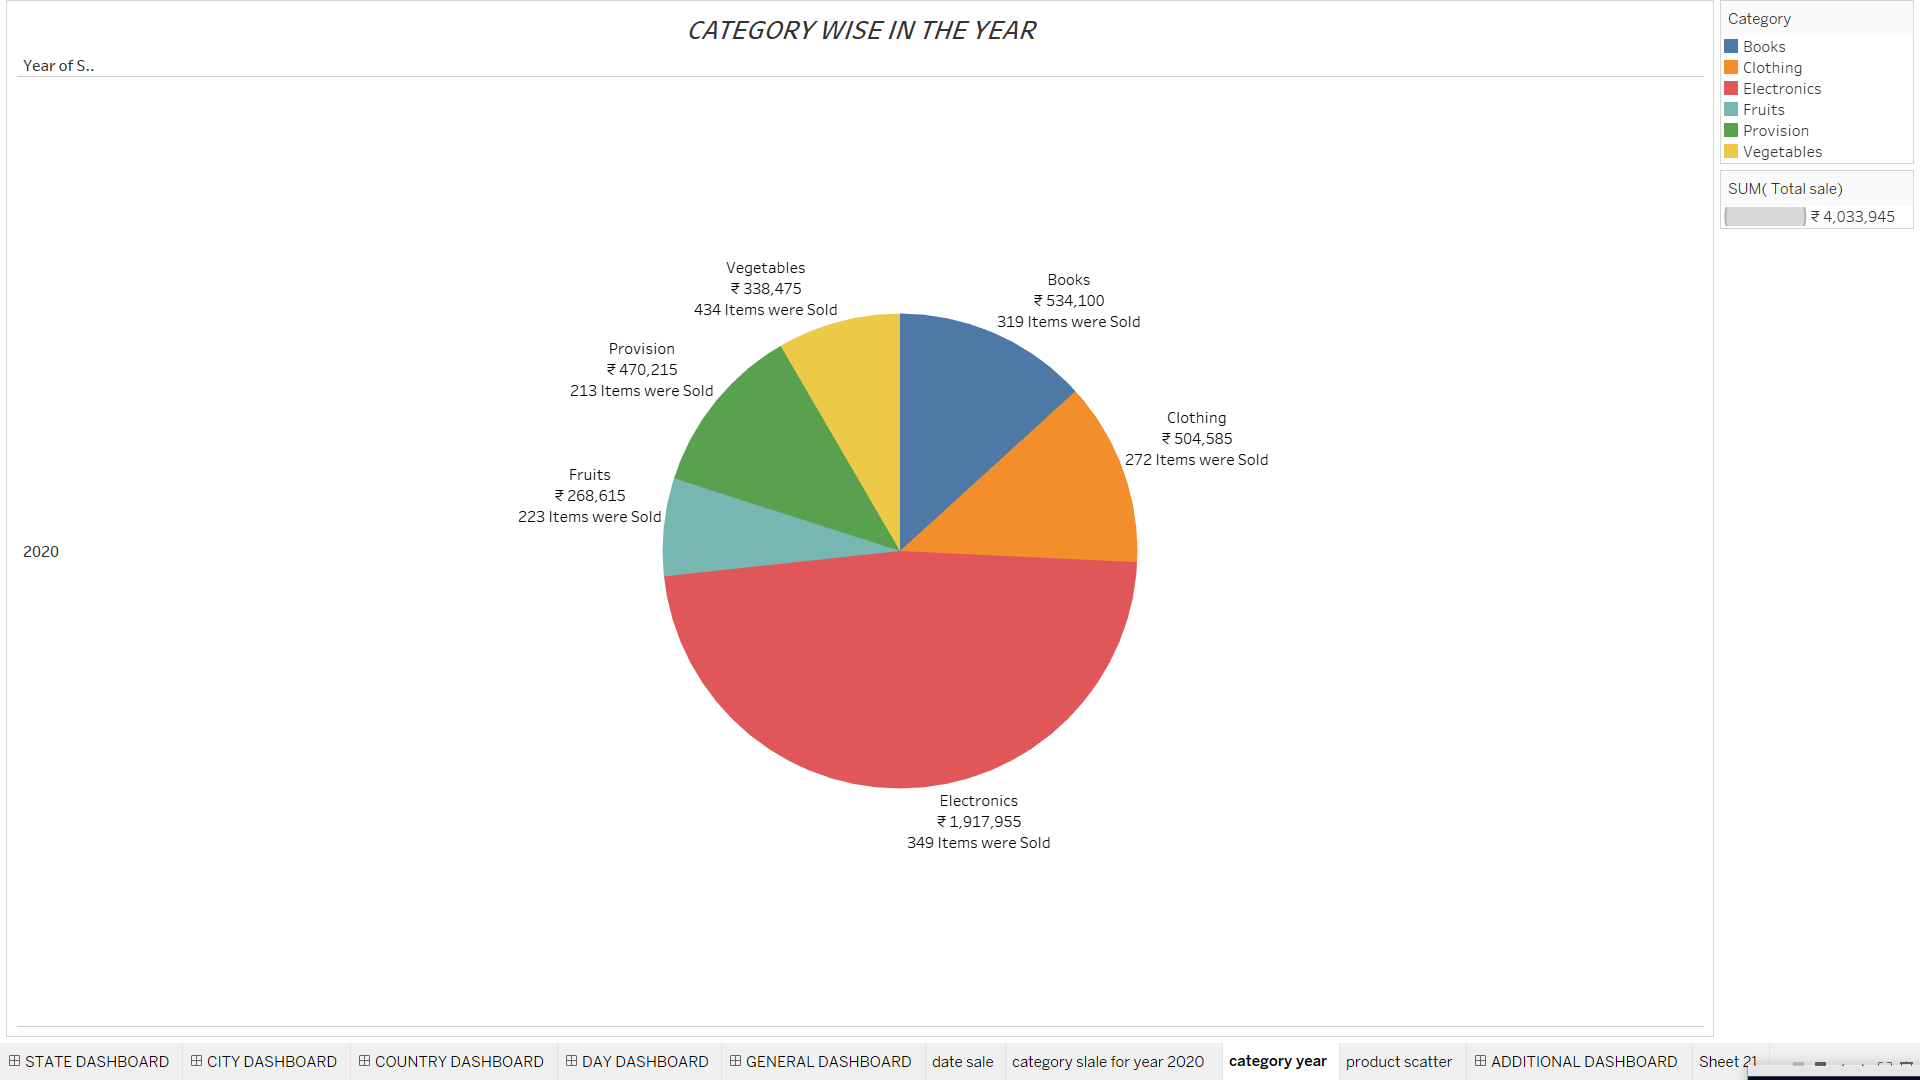 CATEGORY WISE IN THE YEAR
Year of S..
2020
Vegetables
₹ 338,475
434 Items were Sold
Books
₹ 534,100
319 Items were Sold
Provision
₹ 470,215
213 Items were Sold
Clothing
₹ 504,585
272 Items were Sold
Fruits
₹ 268,615
223 Items were Sold
Electronics
₹ 1,917,955
349 Items were Sold
Category
Books
Clothing
Electronics
Fruits
Provision
Vegetables
SUM( Total sale)
₹ 4,033,945
STATE DASHBOARD
CITY DASHBOARD
COUNTRY DASHBOARD
DAY DASHBOARD
GENERAL DASHBOARD
date sale
category slale for year 2020
category year
product scatter
ADDITIONAL DASHBOARD
Sheet 21